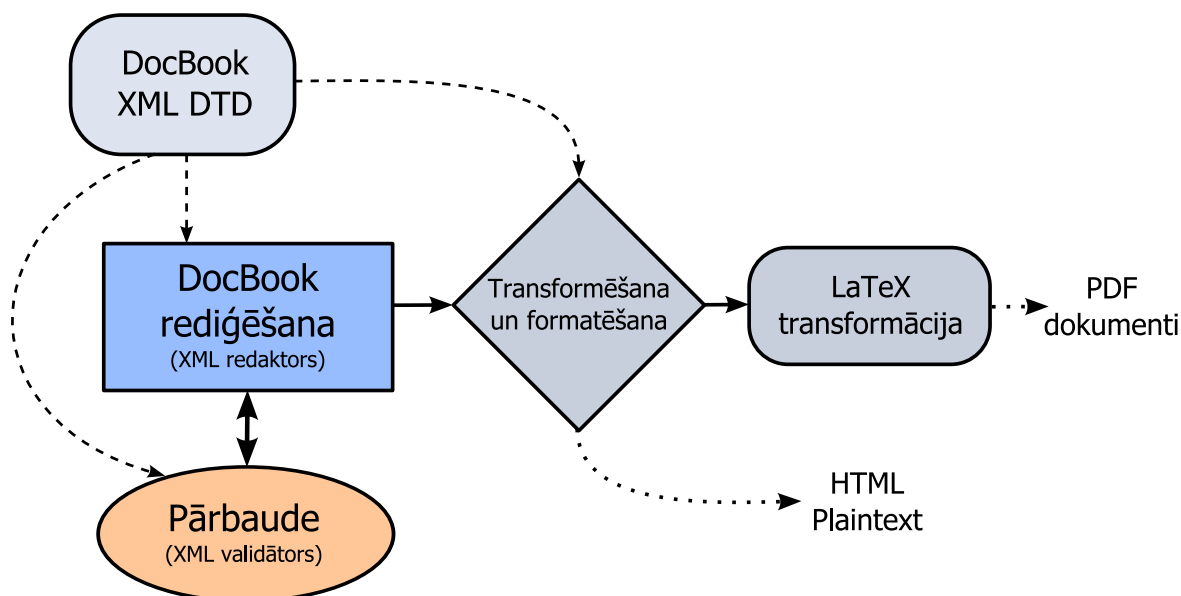 DocBook
XML DTD
DocBook
rediģēšana
(XML redaktors)
Transformēšana
un formatēšana
LaTeX
transformācija
PDF
dokumenti
Pārbaude
(XML validātors)
HTML
Plaintext